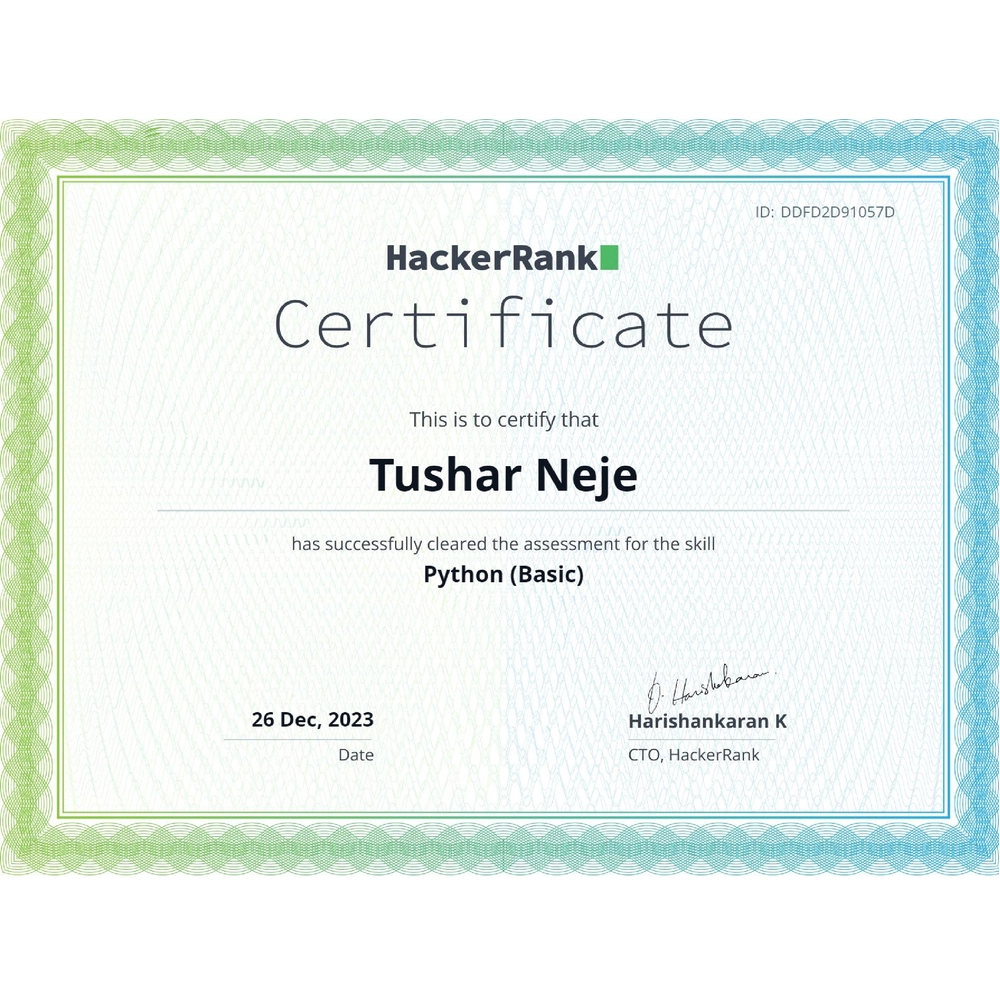 ID: DDFD2D91057D
HackerRank
Certificate
This is to certify that
Tushar Neje
has successfully cleared the assessment for the skill
Python (Basic)
26 Dec, 2023
Date
Harishankaran K
CTO, HackerRank